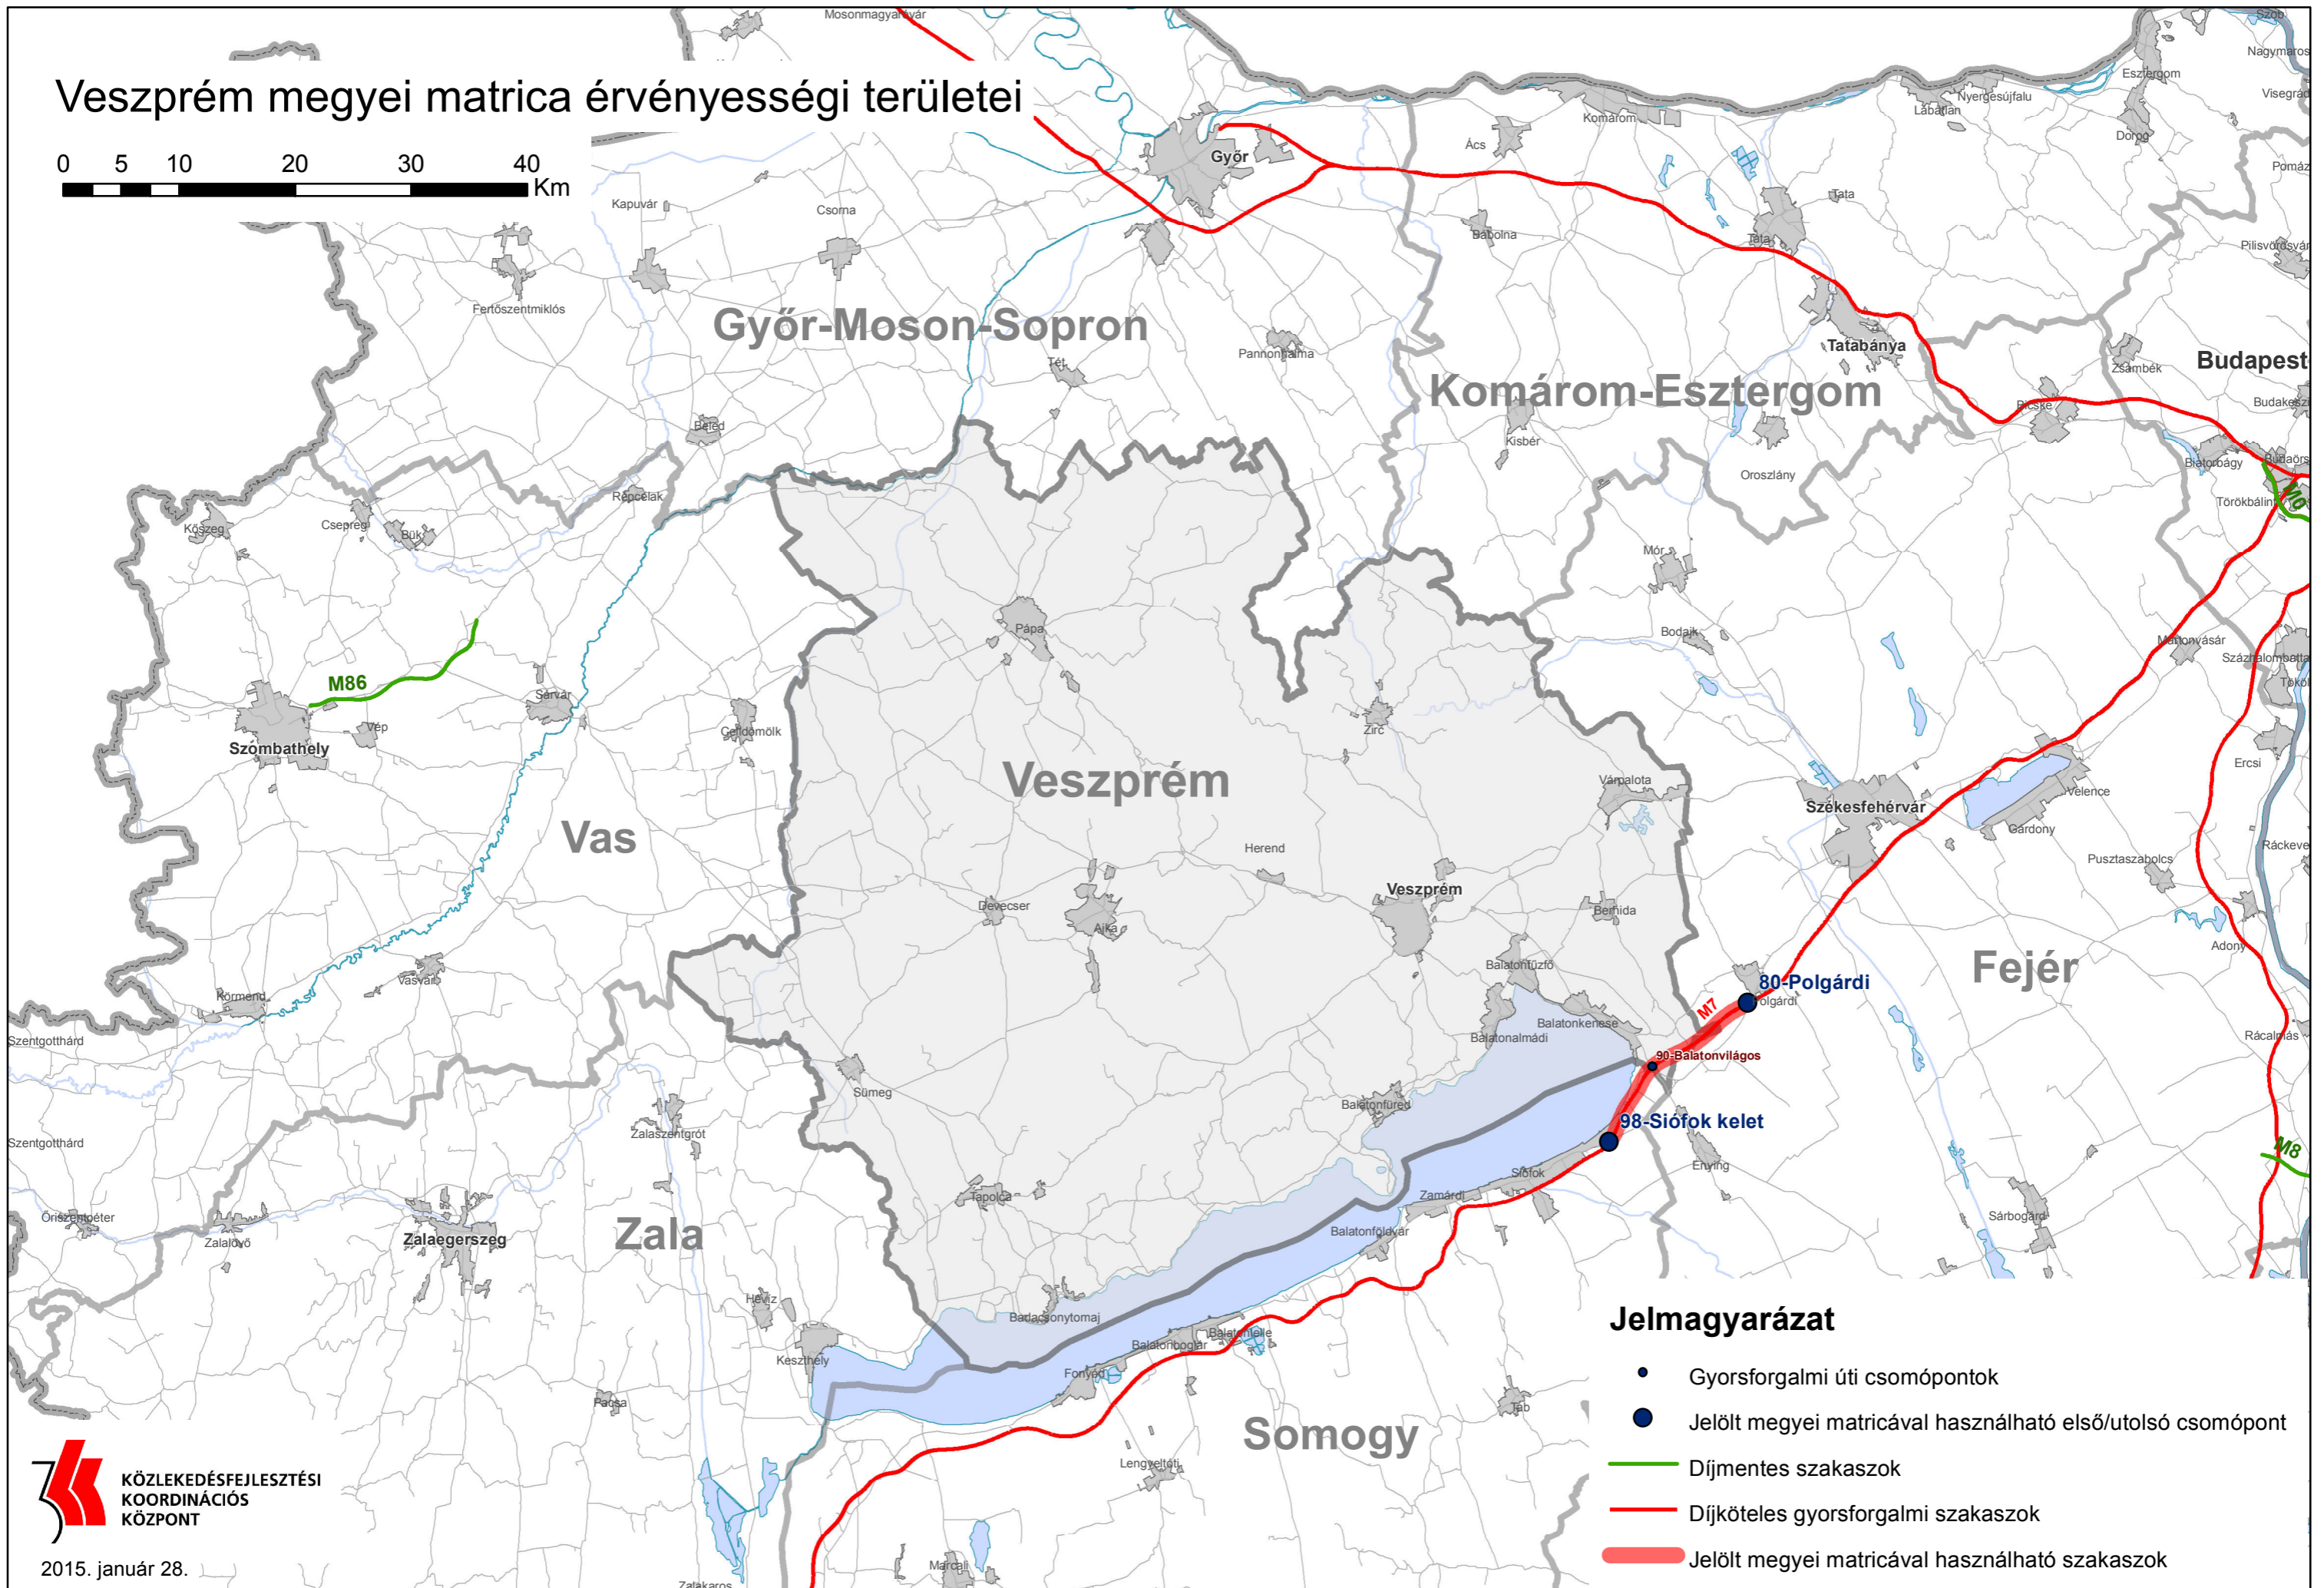 Veszprém megyei matrica érvényességi területei
0 5 10 20 30 40
Km
Mosonmagyaróvár
Szob
Nagymaros
Esztergom
Visegrád
Nyergesújfalu
Lábatlan
Komárom
Dorog
Ács
Győr
Pomáz
Kapuvár
Csorna
Tata
Bábolna
Tata
Pilisvörösvár
Fertőszentmiklós
Győr-Moson-Sopron
Pannonhalma
Tét
Tatabánya
Budapest
Zsámbék
Komárom-Esztergom
Budakeszi
Bicske
Beled
Kisbér
Biatorbágy
Budaörs
Oroszlány
Répcelak
M0
Törökbálint
Kőszeg
Csepreg
Bük
Mór
Pápa
Bodajk
Martonvásár
Százhalombatta
Tököl
M86
Sárvár
Vép
Szombathely
Celldömölk
Zirc
Ercsi
Veszprém
Várpalota
Velence
Székesfehérvár
Gárdony
Vas
Herend
Ráckeve
Pusztaszabolcs
Veszprém
Devecser
Berhida
Ajka
Adony
Balatonfűzfő
Fejér
Vasvár
80-Polgárdi
Polgárdi
Körmend
M7
Balatonkenese
Balatonalmádi
Rácalmás
Szentgotthárd
90-Balatonvilágos
Sümeg
Balatonfüred
98-Siófok kelet
Zalaszentgrót
Szentgotthárd
M8
Enying
Siófok
Tapolca
Zamárdi
Őriszentpéter
Zalalövő
Zalaegerszeg
Zala
Balatonföldvár
Sárbogárd
Hévíz
Badacsonytomaj
Balatonlelle
Balatonboglár
Keszthely
Fonyód
Pacsa
Tab
Somogy
Lengyeltóti
Marcali
Zalakaros
Jelmagyarázat
Gyorsforgalmi úti csomópontok
Jelölt megyei matricával használható első/utolsó csomópont
Díjmentes szakaszok
Díjköteles gyorsforgalmi szakaszok
Jelölt megyei matricával használható szakaszok
KÖZLEKEDÉSFEJLESZTÉSI
KOORDINÁCIÓS
KÖZPONT
2015. január 28.